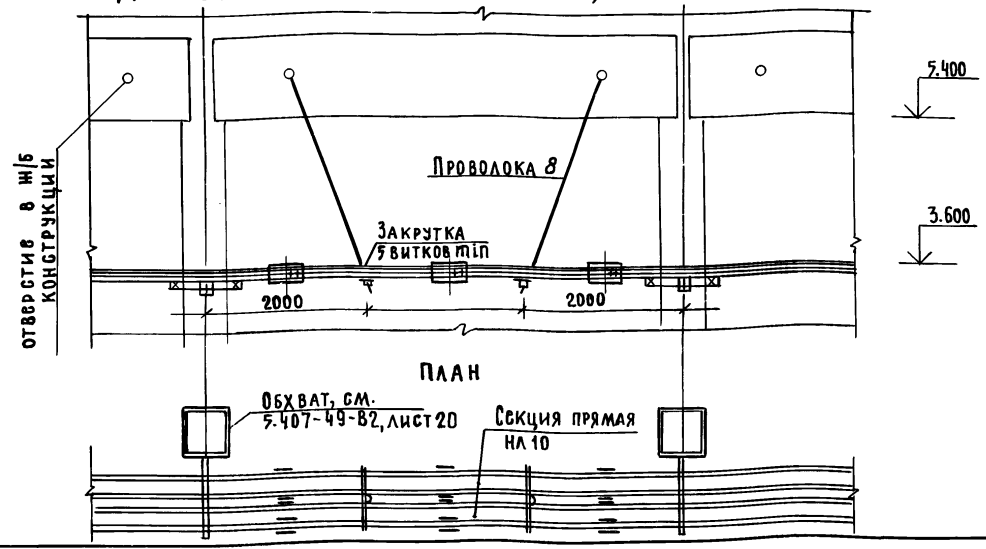 5.400
ОТВЕРСТИЕ В Ж/Б
КОНСТРУКЦИИ
ПРОВОЛОКА 8
3.600
ЗАКРУТКА
5 ВИТКОВ min
2000
2000
ПЛАН
ОБХВАТ, СМ.
5.407-49-В2, ЛИСТ 20
СЕКЦИЯ ПРЯМАЯ
НЛ 10